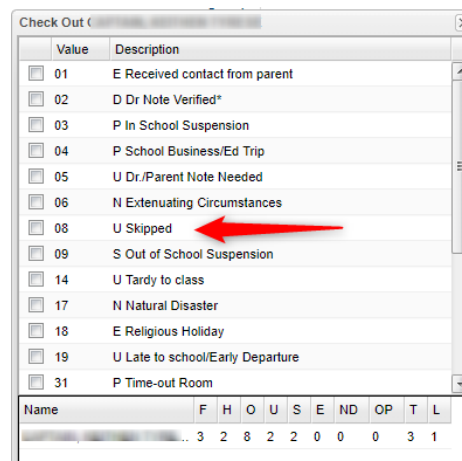 Check Out
Value Description
01 E Received contact from parent
02 D Dr Note Verified*
03 P In School Suspension
04 P School Business/Ed Trip
05 U Dr./Parent Note Needed
06 N Extenuating Circumstances
08 U Skipped
09 S Out of School Suspension
14 U Tardy to class
17 N Natural Disaster
18 E Religious Holiday
19 U Late to school/Early Departure
31 P Time-out Room
Name F H O U S E ND OP T L
3 2 8 2 2 0 0 0 3 1